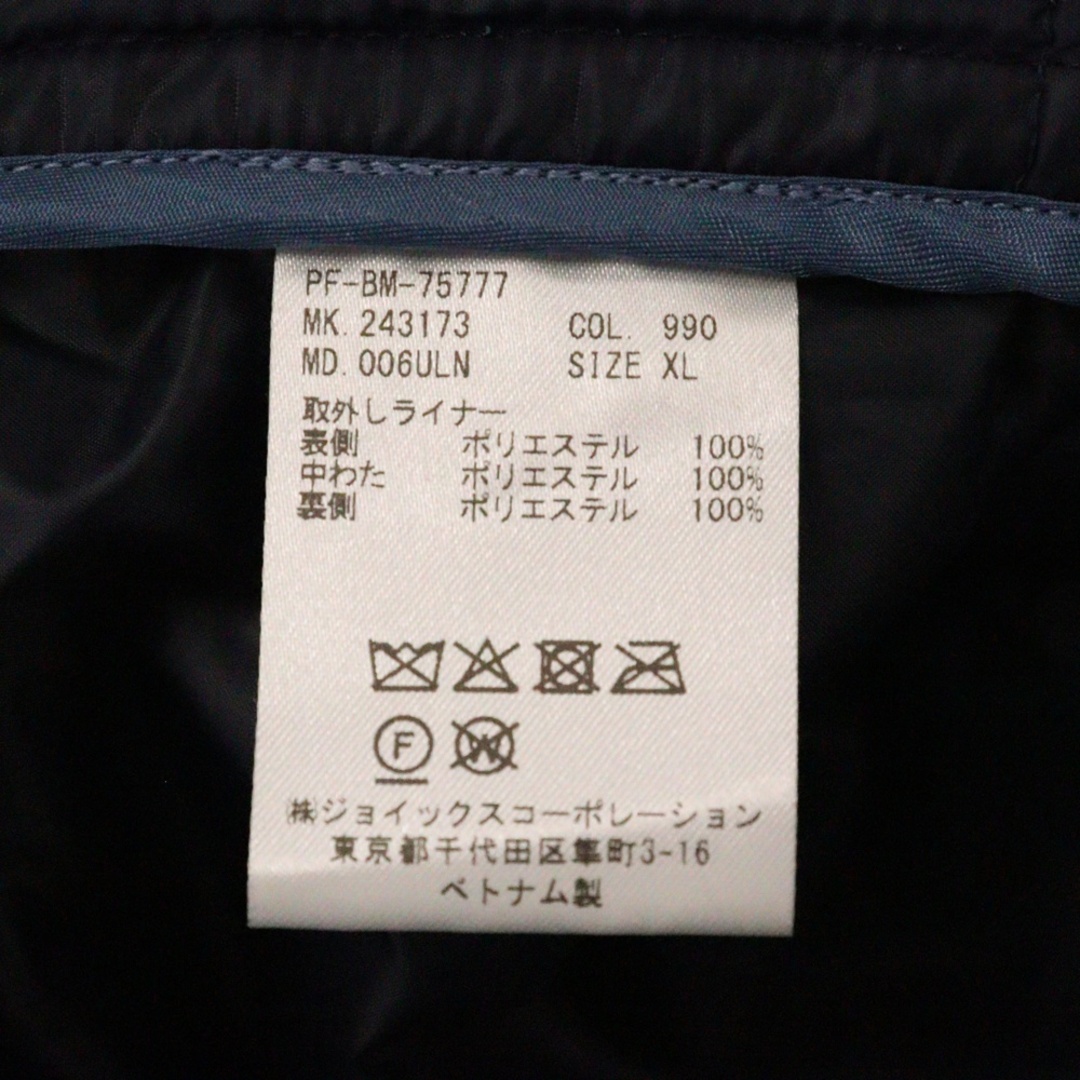 PF-BM-75777
MK. 243173 COL. 990
MD. 006ULN SIZE XL
取外しライナー
表側 ポリエステル 100%
中わた ポリエステル 100%
裏側 ポリエステル 100%
F W
㈱ジョイックスコーポレーション
東京都千代田区隼町3-16
ベトナム製